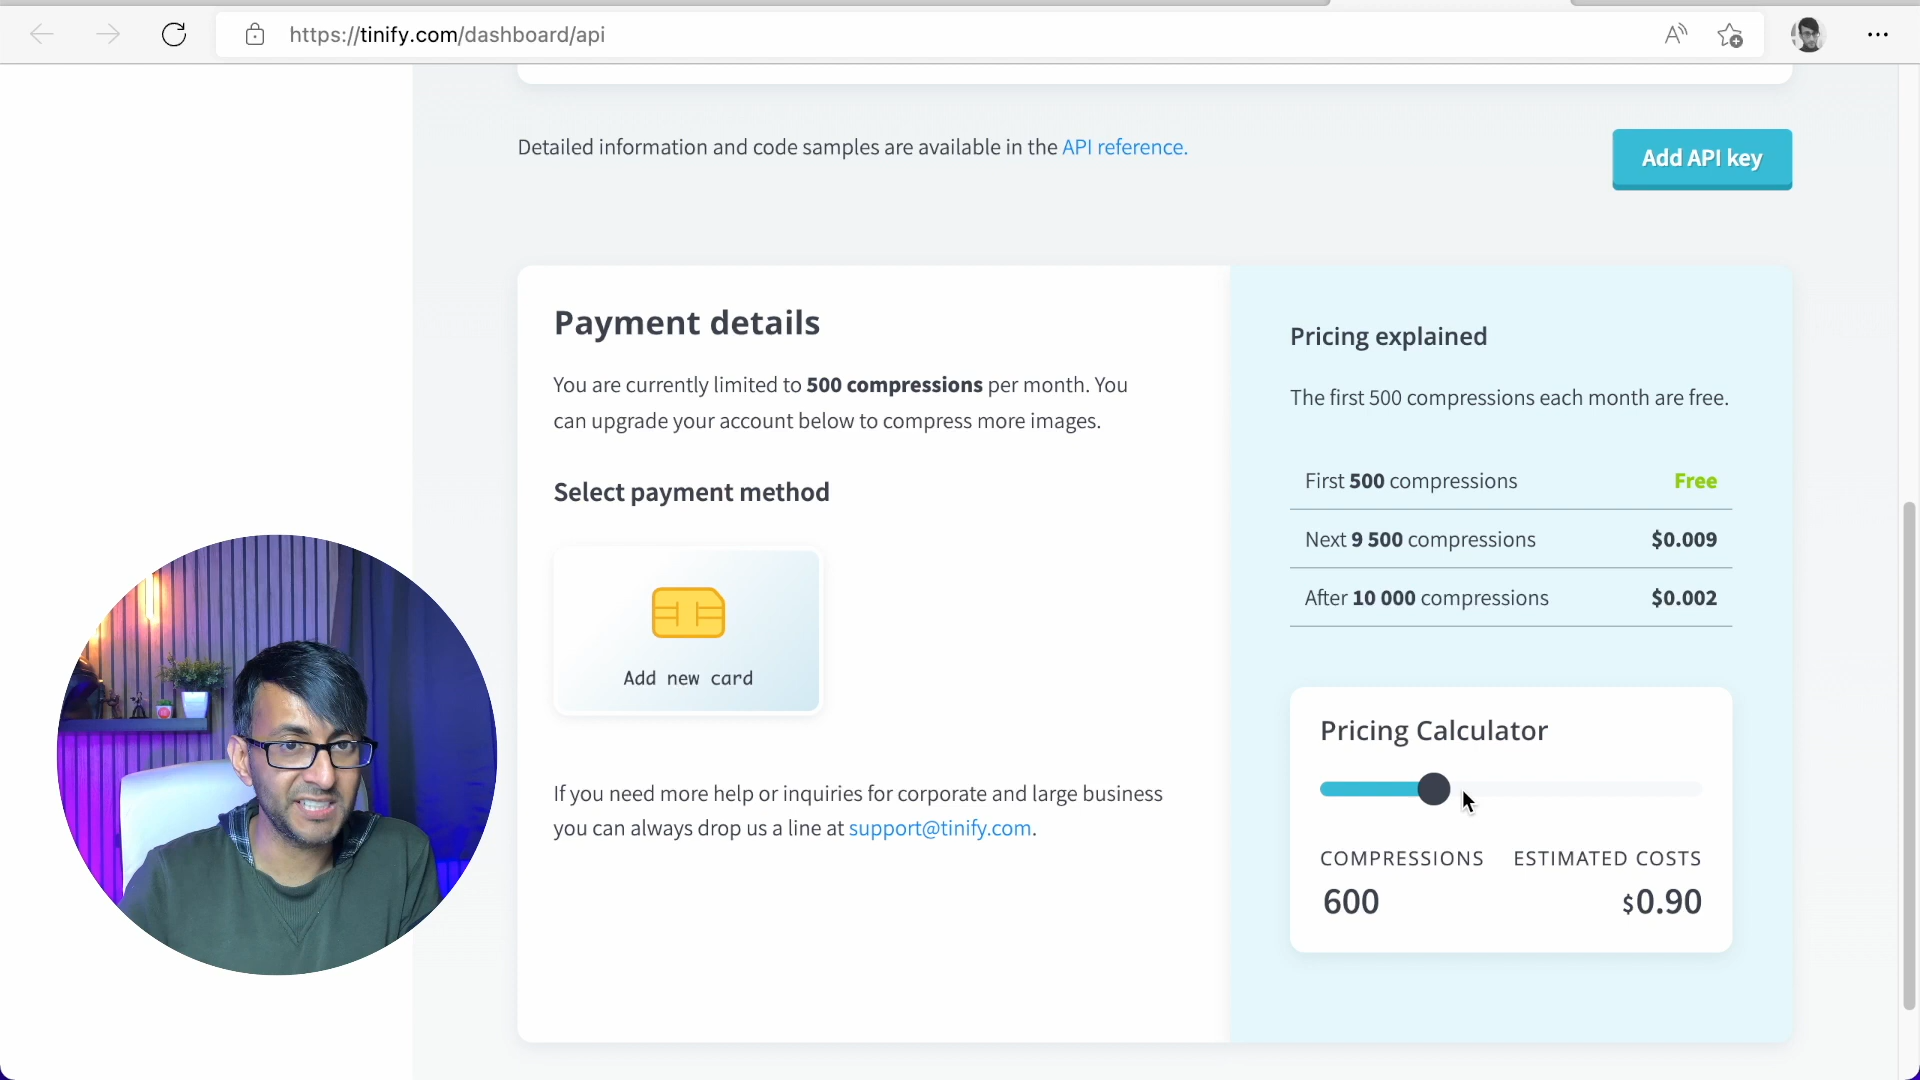 https://tinify.com/dashboard/api
Detailed information and code samples are available in the API reference.
Add API key
Payment details
You are currently limited to 500 compressions per month. You
can upgrade your account below to compress more images.
Select payment method
Add new card
If you need more help or inquiries for corporate and large business
you can always drop us a line at support@tinify.com.
Pricing explained
The first 500 compressions each month are free.
First 500 compressions Free
Next 9 500 compressions $0.009
After 10 000 compressions $0.002
Pricing Calculator
COMPRESSIONS ESTIMATED COSTS
600 $0.90